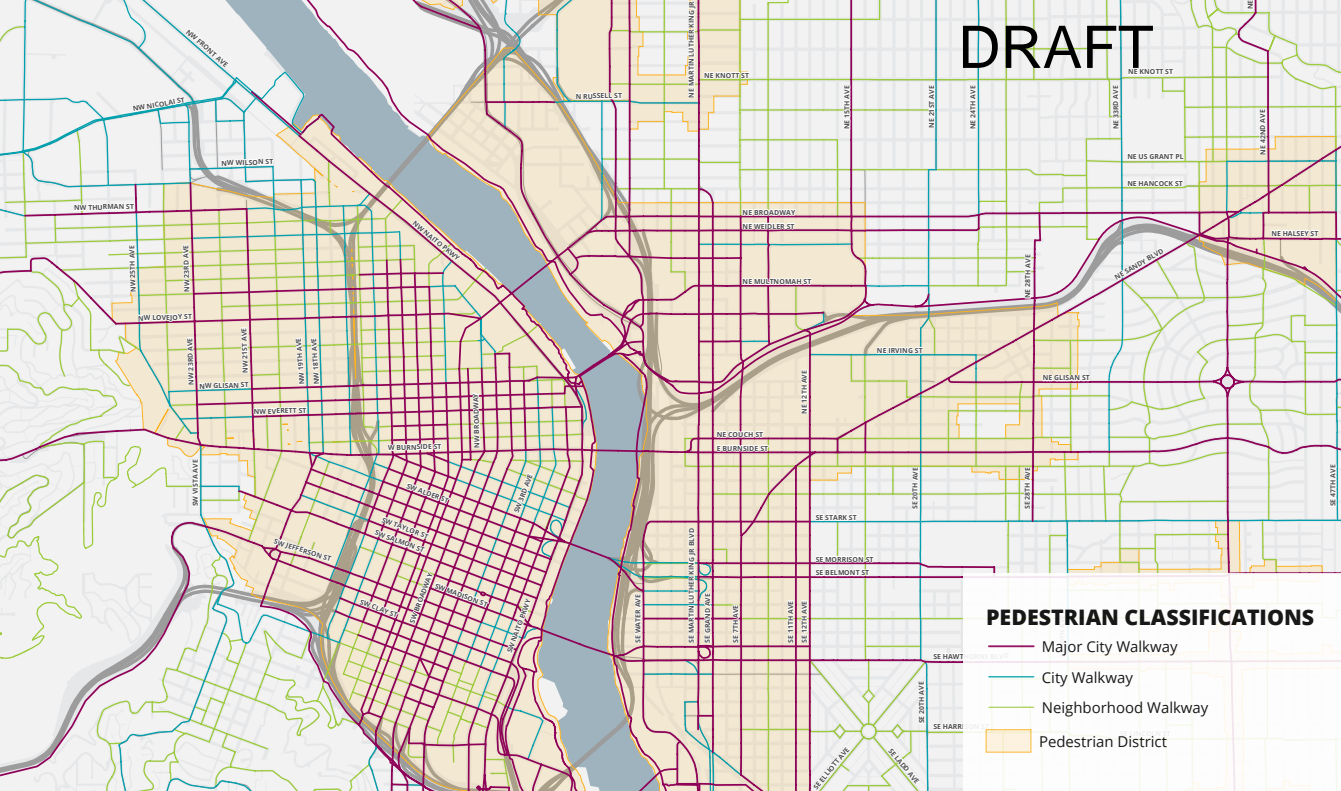 DRAFT
NW FRONT AVE
NE MARTIN LUTHER KING JR
NE KNOTT ST
NE KNOTT ST
N RUSSELL ST
NE 15TH AVE
NE 21ST AVE
NE 24TH AVE
NE 33RD AVE
NE 42ND AVE
NW NICOLAI ST
NW WILSON ST
NE US GRANT PL
NE HANCOCK ST
NW THURMAN ST
NE BROADWAY
NE WEIDLER ST
NE HALSEY ST
NW NAITO PKWY
NW 25TH AVE
NW 23RD AVE
NE 28TH AVE
NE SANDY BLVD
NE MULTNOMAH ST
NW LOVEJOY ST
NW 23RD AVE
NW 21ST AVE
NW 19TH AVE
NW 18TH AVE
NE IRVING ST
NE 12TH AVE
NE GLISAN ST
NW GLISAN ST
NW EVERETT ST
NW BROADWAY
NE COUCH ST
W BURNSIDE ST
E BURNSIDE ST
SW VISTA AVE
SW ALDER ST
SW 3RD AVE
SE 20TH AVE
SE 28TH AVE
SE 47TH AVE
SE STARK ST
SW TAYLOR ST
SW SALMON ST
SW JEFFERSON ST
SE MORRISON ST
SE BELMONT ST
SW MADISON ST
SW BROADWAY
SW CLAY ST
SW NAITO PKWY
SE WATER AVE
SE MARTIN LUTHER KING JR BLVD
SE GRAND AVE
SE 7TH AVE
SE 11TH AVE
SE 12TH AVE
SE HAWTHORNE BLVD
SE 20TH AVE
SE HARRISON ST
SE ELLIOTT AVE
SE LADD AVE
PEDESTRIAN CLASSIFICATIONS
Major City Walkway
City Walkway
Neighborhood Walkway
Pedestrian District